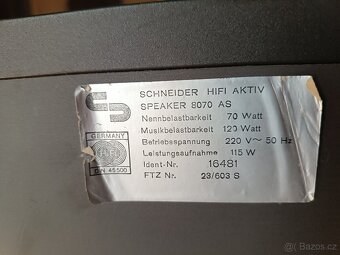 SCHNEIDER HIFI AKTIV
SPEAKER 8070 AS
Nennbelastbarkeit 70 Watt
Musikbelastbarkeit 120 Watt
Betriebsspannung 220 V~ 50 Hz
Leistungsaufnahme 115 W
Ident-Nr. 16481
FTZ Nr. 23/603 S
GERMANY
DIN 45500
Bazos.cz